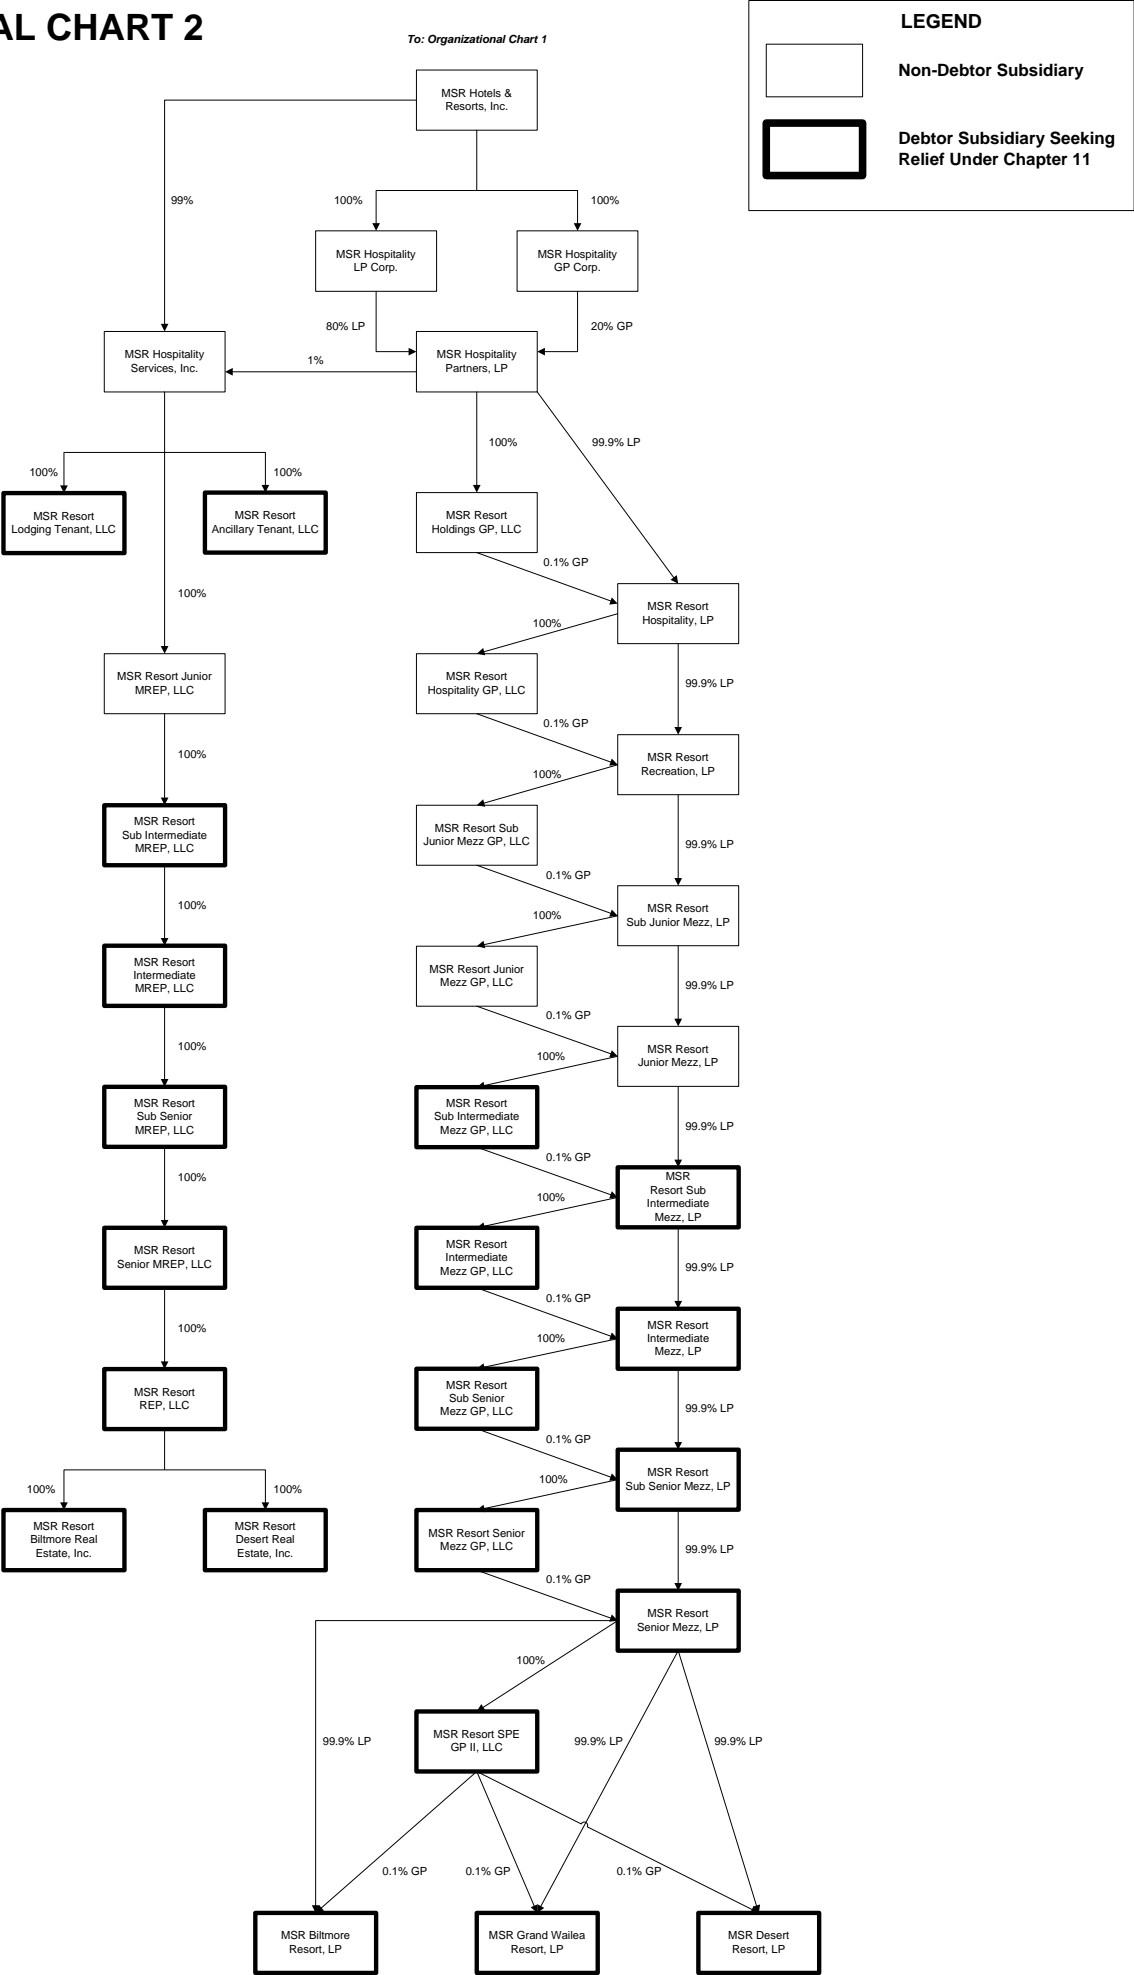 AL CHART 2
To: Organizational Chart 1
LEGEND
Non-Debtor Subsidiary
Debtor Subsidiary Seeking
Relief Under Chapter 11
MSR Hotels &
Resorts, Inc.
99%
100%
100%
MSR Hospitality
LP Corp.
MSR Hospitality
GP Corp.
80% LP
20% GP
MSR Hospitality
Services, Inc.
1%
MSR Hospitality
Partners, LP
100%
99.9% LP
100%
100%
MSR Resort
Lodging Tenant, LLC
MSR Resort
Ancillary Tenant, LLC
MSR Resort
Holdings GP, LLC
0.1% GP
100%
MSR Resort
Hospitality, LP
100%
MSR Resort Junior
MREP, LLC
MSR Resort
Hospitality GP, LLC
99.9% LP
0.1% GP
100%
MSR Resort
Recreation, LP
100%
MSR Resort
Sub Intermediate
MREP, LLC
MSR Resort Sub
Junior Mezz GP, LLC
99.9% LP
0.1% GP
100%
MSR Resort
Sub Junior Mezz, LP
100%
MSR Resort
Intermediate
MREP, LLC
MSR Resort Junior
Mezz GP, LLC
99.9% LP
0.1% GP
100%
MSR Resort
Junior Mezz, LP
100%
MSR Resort
Sub Senior
MREP, LLC
MSR Resort
Sub Intermediate
Mezz GP, LLC
99.9% LP
0.1% GP
100%
MSR
Resort Sub
Intermediate
Mezz, LP
100%
MSR Resort
Senior MREP, LLC
MSR Resort
Intermediate
Mezz GP, LLC
99.9% LP
0.1% GP
100%
MSR Resort
Intermediate
Mezz, LP
100%
MSR Resort
REP, LLC
MSR Resort
Sub Senior
Mezz GP, LLC
99.9% LP
0.1% GP
100%
100%
MSR Resort
Sub Senior Mezz, LP
100%
MSR Resort
Biltmore Real
Estate, Inc.
MSR Resort
Desert Real
Estate, Inc.
MSR Resort Senior
Mezz GP, LLC
99.9% LP
0.1% GP
MSR Resort
Senior Mezz, LP
100%
MSR Resort SPE
GP II, LLC
99.9% LP
99.9% LP
99.9% LP
0.1% GP
0.1% GP
0.1% GP
MSR Biltmore
Resort, LP
MSR Grand Wailea
Resort, LP
MSR Desert
Resort, LP